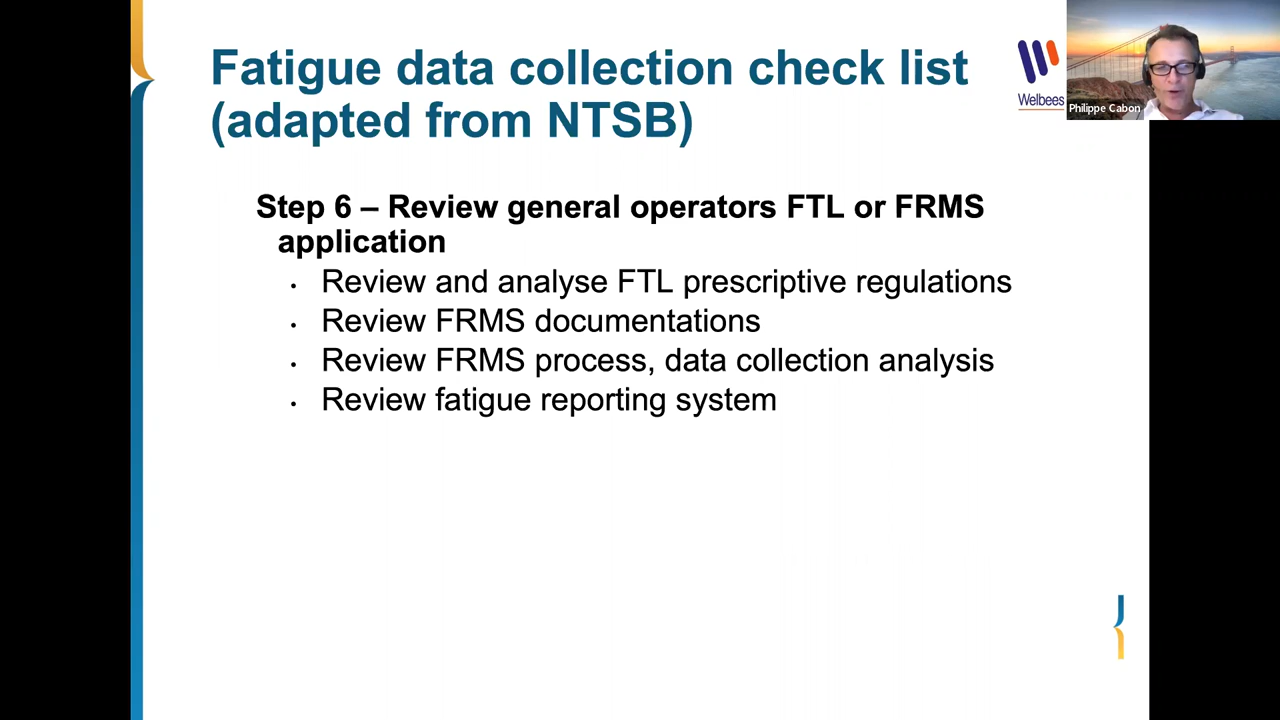 Fatigue data collection check list
(adapted from NTSB)
Welbees
Philippe Cabon
Step 6 – Review general operators FTL or FRMS
application
• Review and analyse FTL prescriptive regulations
• Review FRMS documentations
• Review FRMS process, data collection analysis
• Review fatigue reporting system